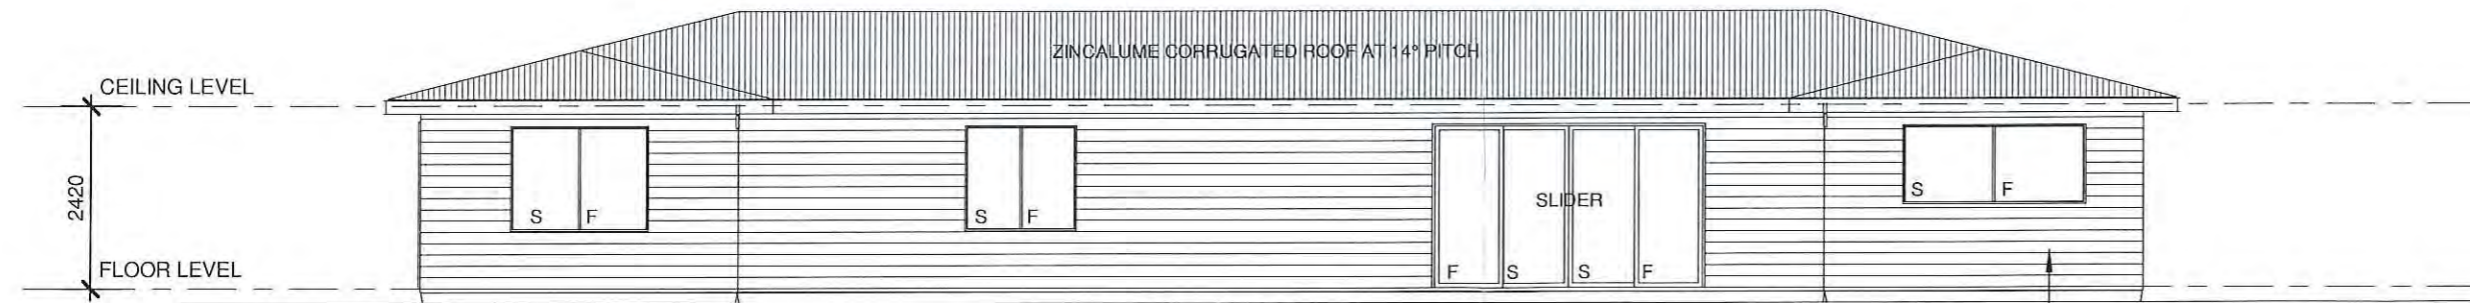 ZINCALUME CORRUGATED ROOF AT 14° PITCH
CEILING LEVEL
2420
SLIDER
S F
S F
S F
FLOOR LEVEL
F S S F